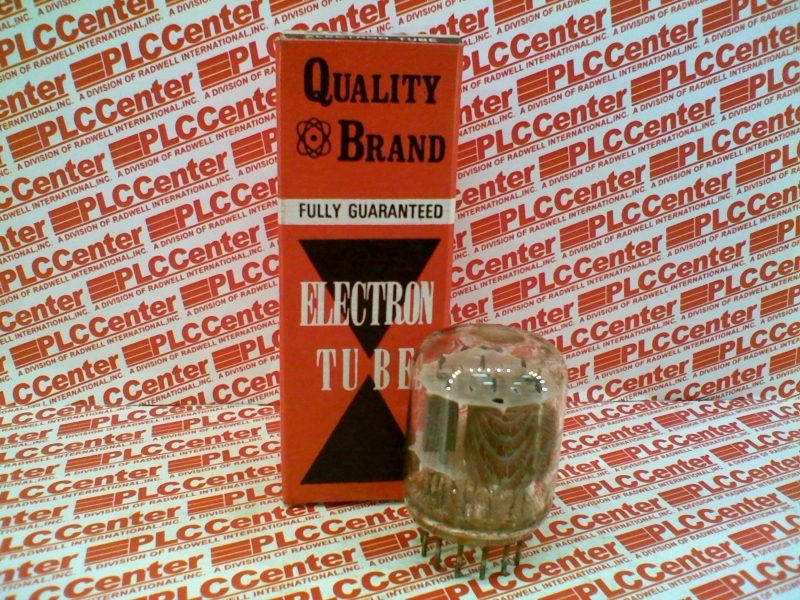 ELECTRON TUBE
QUALITY
BRAND
FULLY GUARANTEED
ELECTRON
TUBE
PLCCenter
A DIVISION OF RADWELL INTERNATIONAL, INC.